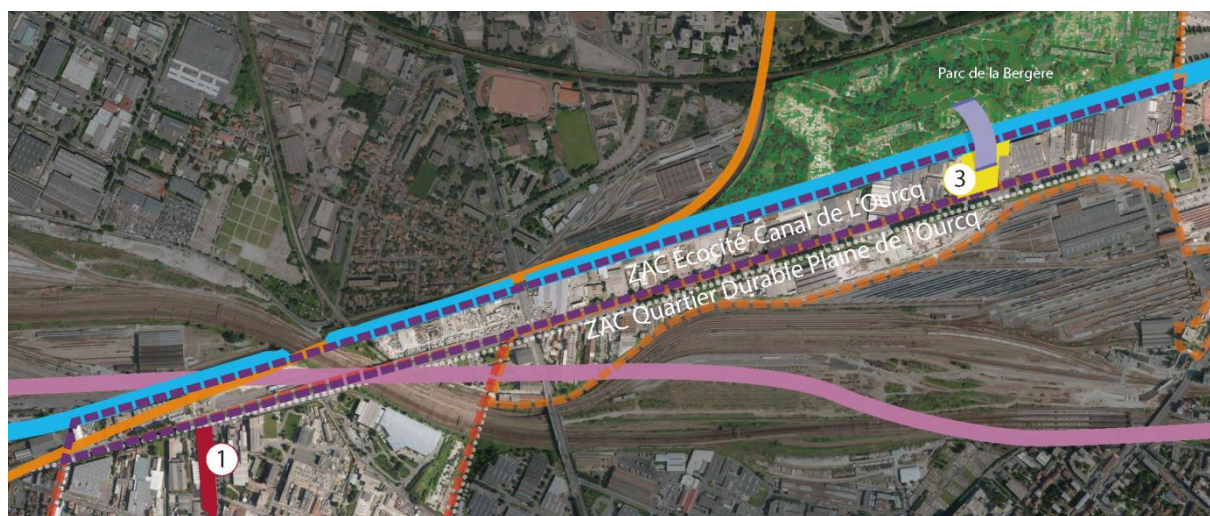 Parc de la Bergère
3
ZAC Écocité-Canal de L'Ourcq
ZAC Quartier Durable Plaine de l'Ourcq
1